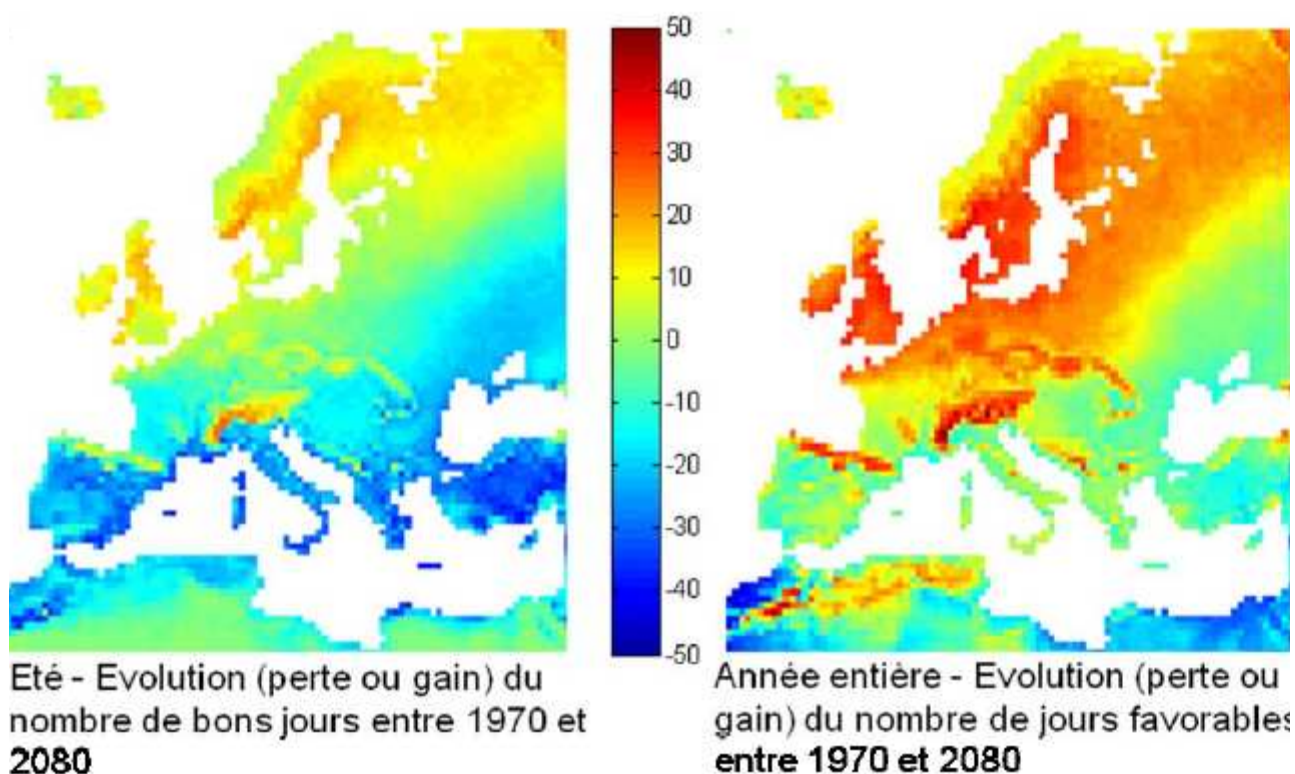 50
40
30
20
10
0
-10
-20
-30
-40
-50
Eté - Evolution (perte ou gain) du
nombre de bons jours entre 1970 et
2080
Année entière - Evolution (perte ou
gain) du nombre de jours favorables
entre 1970 et 2080